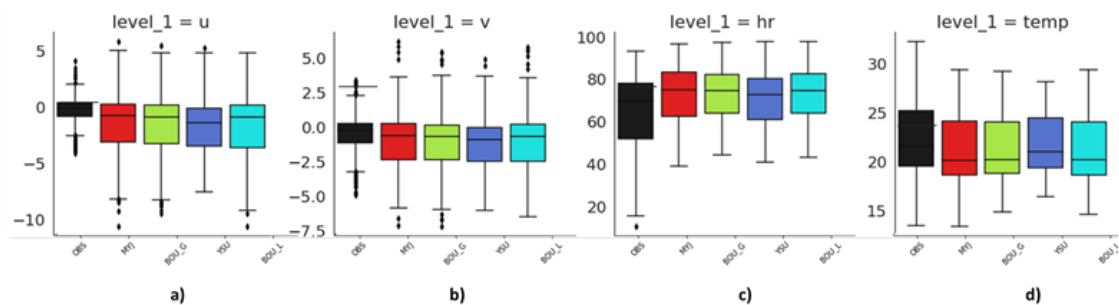 level_1 = u
5
0
−5
−10
OBS
MYJ
BOU_G
YSU
BOU_L
a)
level_1 = v
5.0
2.5
0.0
−2.5
−5.0
−7.5
OBS
MYJ
BOU_G
YSU
BOU_L
b)
level_1 = hr
100
80
60
40
20
OBS
MYJ
BOU_G
YSU
BOU_L
c)
level_1 = temp
30
25
20
15
OBS
MYJ
BOU_G
YSU
BOU_L
d)